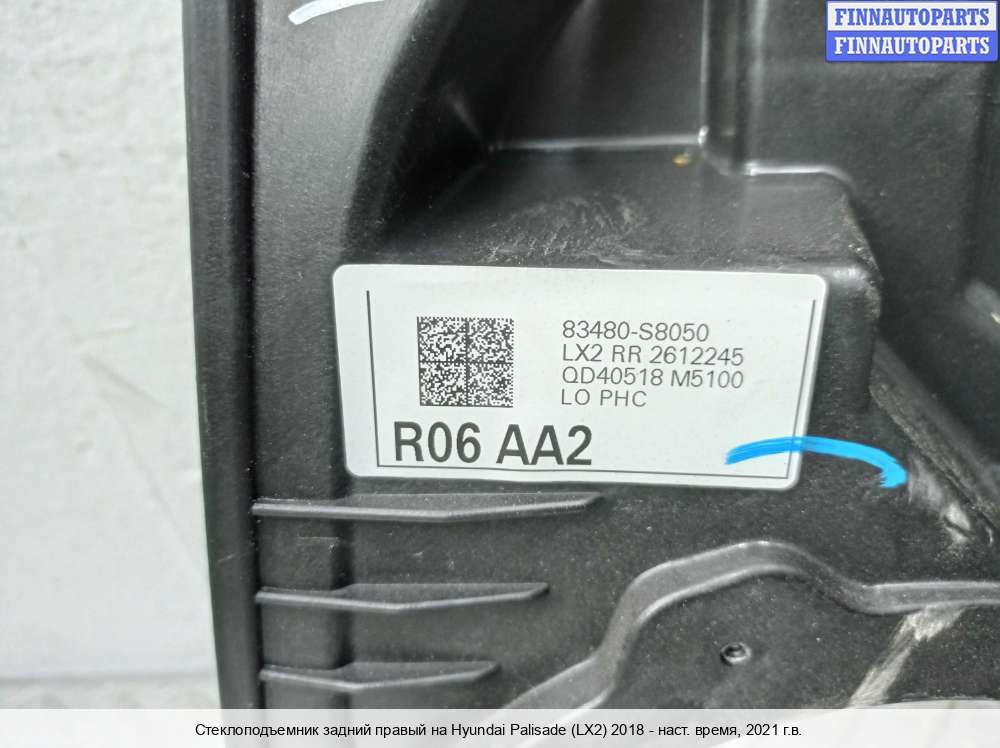 FINNAUTOPARTS
FINNAUTOPARTS
83480-S8050
LX2 RR 2612245
QD40518 M5100
LO PHC
R06 AA2
Стеклоподъемник задний правый на Hyundai Palisade (LX2) 2018 - наст. время, 2021 г.в.